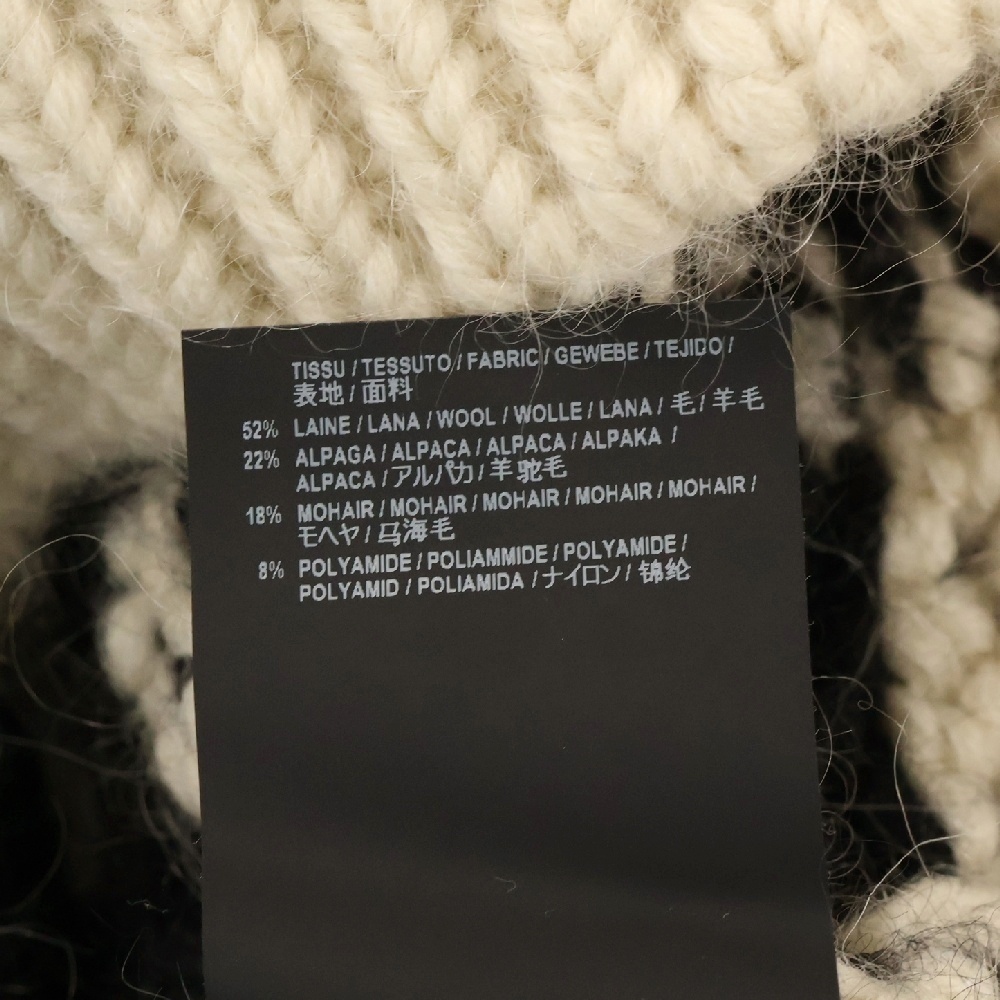 TISSU / TESSUTO / FABRIC / GEWEBE / TEJIDO /
表地 / 面料
52% LAINE / LANA / WOOL / WOLLE / LANA / 毛 / 羊毛
22% ALPAGA / ALPACA / ALPACA / ALPAKA /
ALPACA / アルパカ / 羊驼毛
18% MOHAIR / MOHAIR / MOHAIR / MOHAIR / MOHAIR /
モヘヤ / 马海毛
8% POLYAMIDE / POLIAMMIDE / POLYAMIDE /
POLYAMID / POLIAMIDA / ナイロン / 锦纶